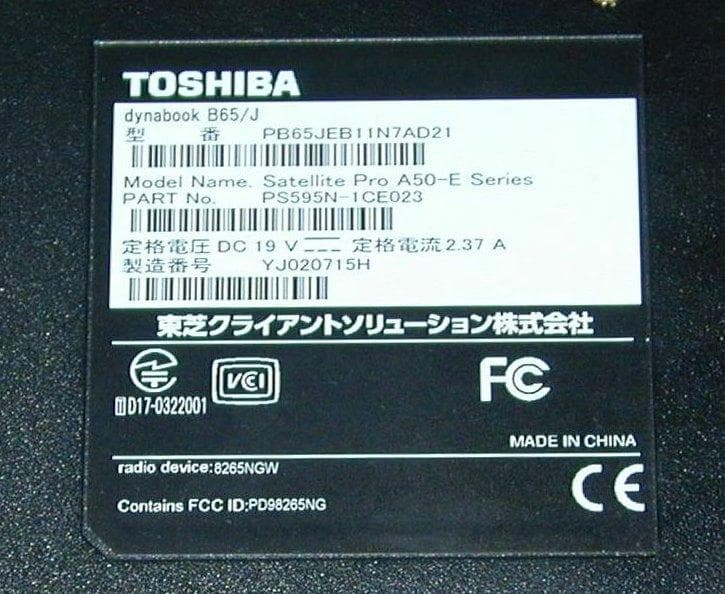 TOSHIBA
dynabook B65/J
型 番 PB65JEB11N7AD21
Model Name. Satellite Pro A50-E Series
PART No. PS595N-1CE023
定格電圧 DC 19 V 定格電流 2.37 A
製造番号 YJ020715H
東芝クライアントソリューション株式会社
VCI
FC
T D17-0322001
MADE IN CHINA
radio device:8265NGW
CE
Contains FCC ID:PD98265NG